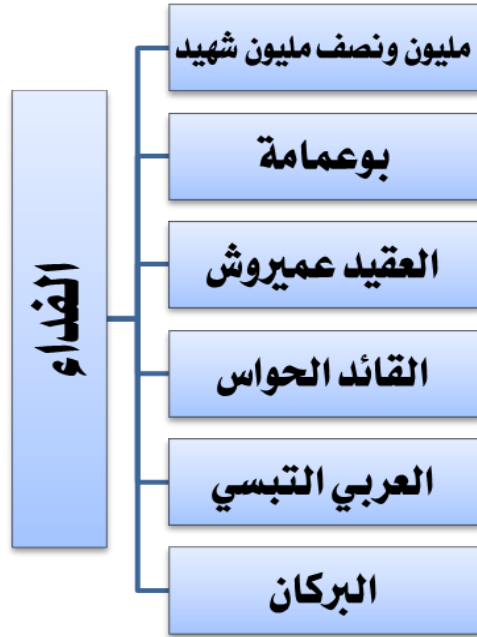 الفداء
مليون ونصف مليون شهيد
بوعمامة
العقيد عميروش
القائد الحواس
العربي التبسي
البركان